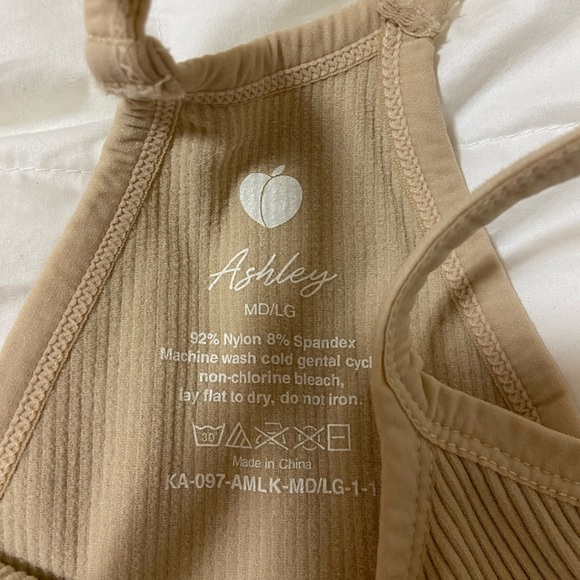 Ashley
MD/LG
92% Nylon 8% Spandex
Machine wash cold gental cycl
non-chlorine bleach,
lay flat to dry, do not iron.
30°
Made in China
KA-097-AMLK-MD/LG-1-1